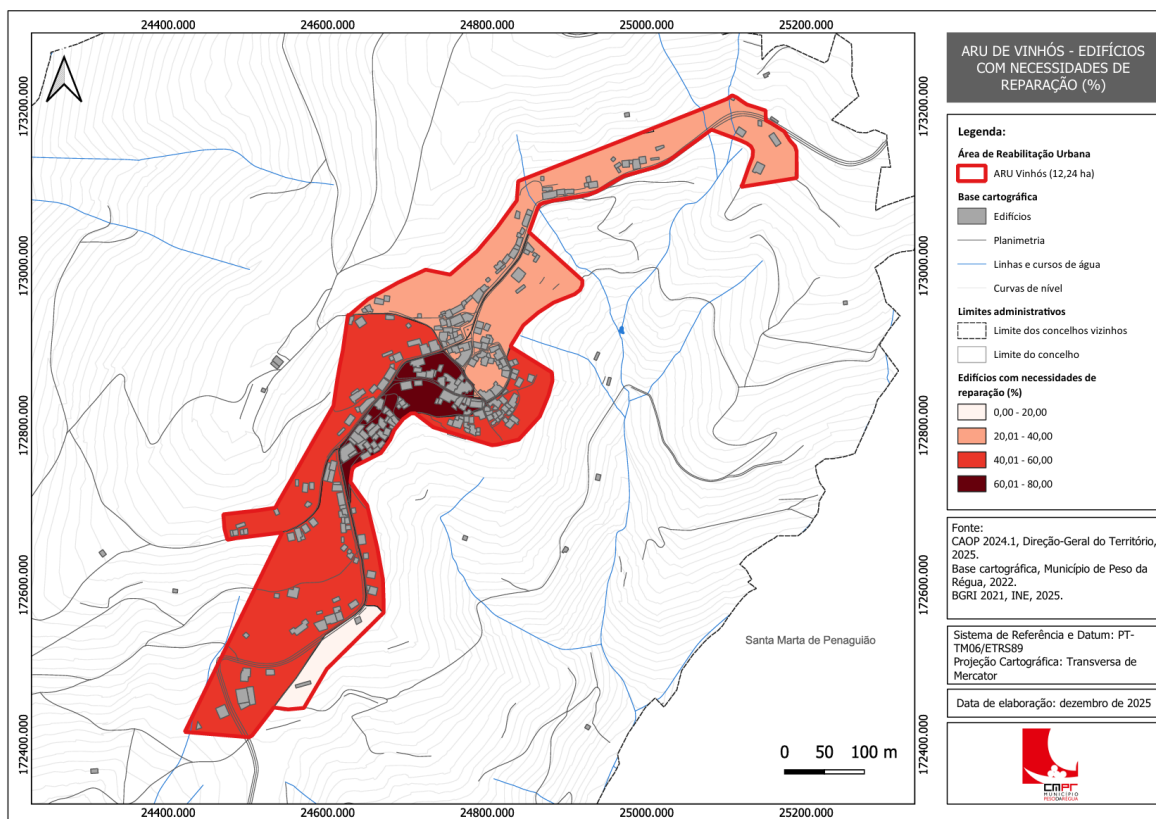 24400.000
24600.000
24800.000
25000.000
25200.000
173200.000
173000.000
172800.000
172600.000
172400.000
173200.000
173000.000
172800.000
172600.000
172400.000
Santa Marta de Penaguião
0 50 100 m
24400.000
24600.000
24800.000
25000.000
25200.000
ARU DE VINHÓS - EDIFÍCIOS
COM NECESSIDADES DE
REPARAÇÃO (%)
Legenda:
Área de Reabilitação Urbana
ARU Vinhós (12,24 ha)
Base cartográfica
Edifícios
Planimetria
Linhas e cursos de água
Curvas de nível
Limites administrativos
Limite dos concelhos vizinhos
Limite do concelho
Edifícios com necessidades de
reparação (%)
0,00 - 20,00
20,01 - 40,00
40,01 - 60,00
60,01 - 80,00
Fonte:
CAOP 2024.1, Direção-Geral do Território,
2025.
Base cartográfica, Município de Peso da
Régua, 2022.
BGRI 2021, INE, 2025.
Sistema de Referência e Datum: PT-
TM06/ETRS89
Projeção Cartográfica: Transversa de
Mercator
Data de elaboração: dezembro de 2025
CMPR
MUNICÍPIO
PESO DA RÉGUA